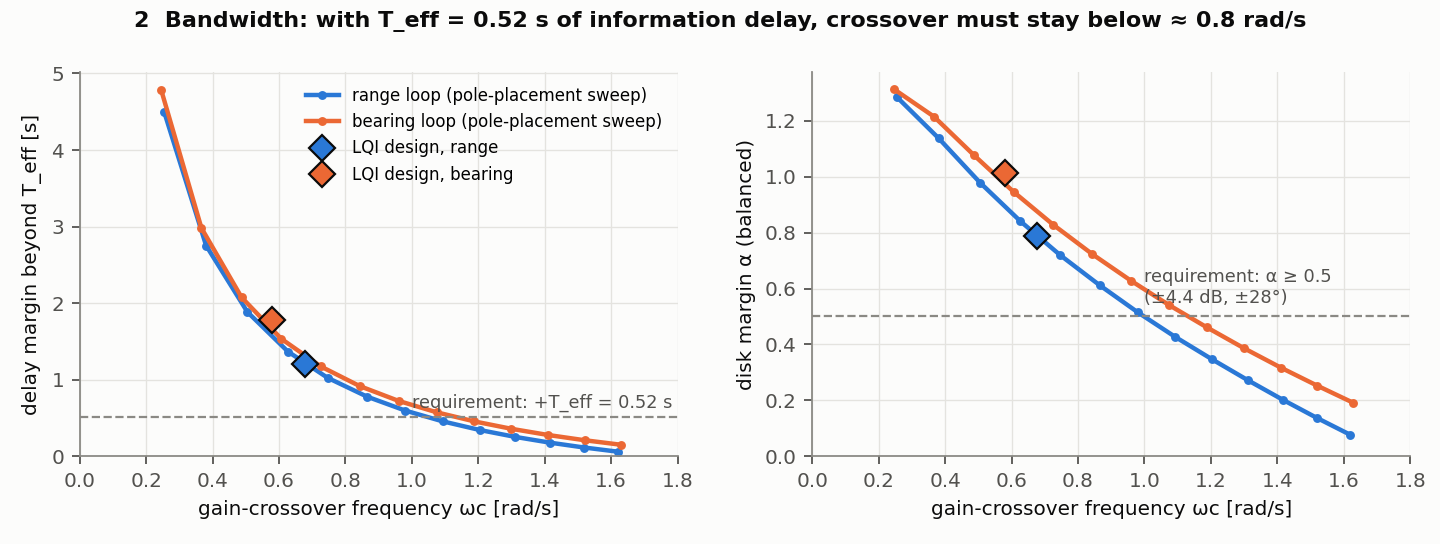 2 Bandwidth: with T_eff = 0.52 s of information delay, crossover must stay below ≈ 0.8 rad/s
delay margin beyond T_eff [s]
5
4
3
2
1
0
range loop (pole-placement sweep)
bearing loop (pole-placement sweep)
LQI design, range
LQI design, bearing
requirement: +T_eff = 0.52 s
0.0 0.2 0.4 0.6 0.8 1.0 1.2 1.4 1.6 1.8
gain-crossover frequency ωc [rad/s]
disk margin α (balanced)
1.2
1.0
0.8
0.6
0.4
0.2
0.0
requirement: α ≥ 0.5
(±4.4 dB, ±28°)
0.0 0.2 0.4 0.6 0.8 1.0 1.2 1.4 1.6 1.8
gain-crossover frequency ωc [rad/s]